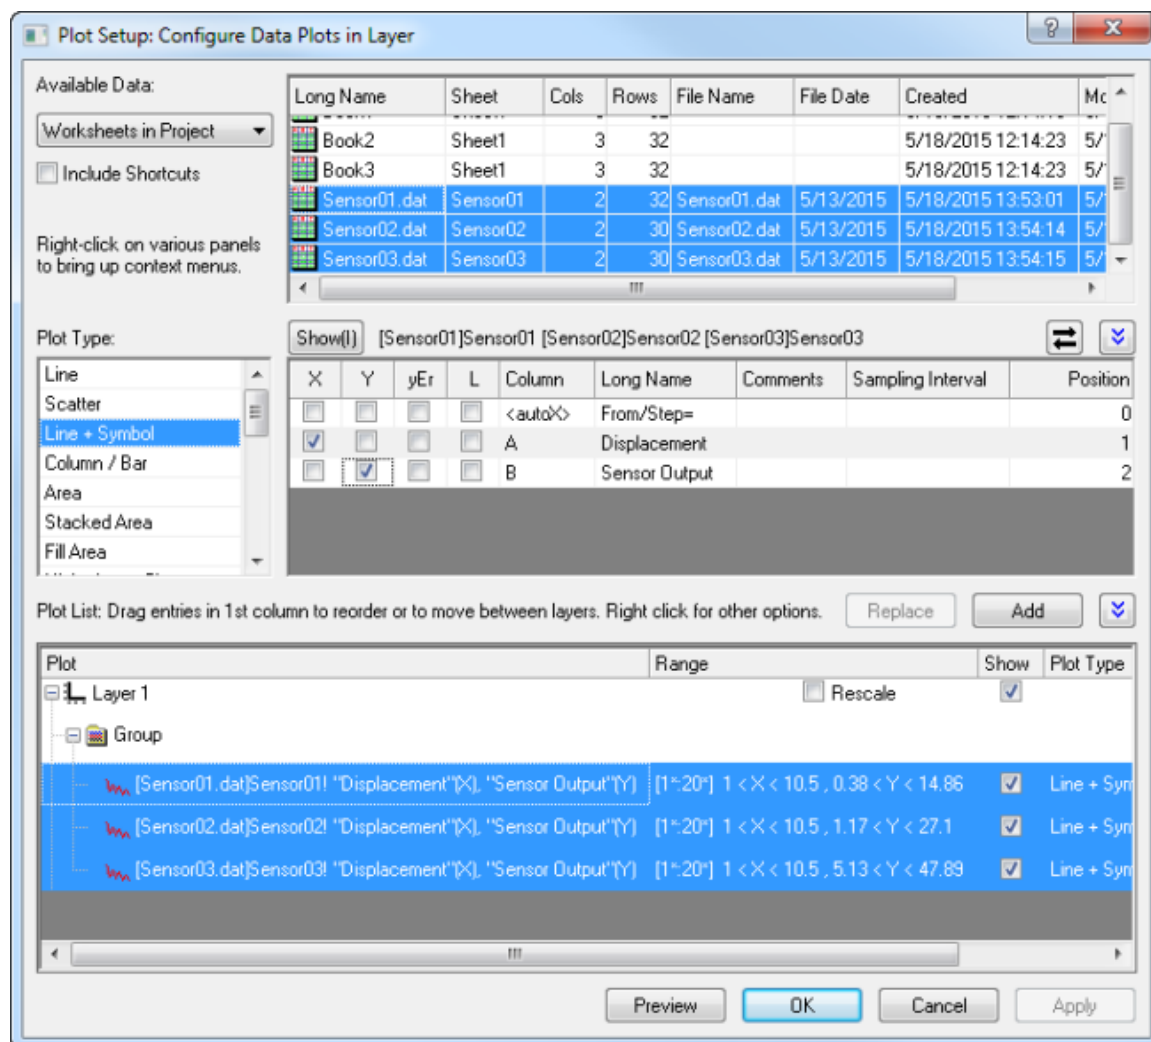 Plot Setup: Configure Data Plots in Layer
Available Data:
Worksheets in Project
Include Shortcuts
Right-click on various panels
to bring up context menus.
Long Name Sheet Cols Rows File Name File Date Created
Book2 Sheet1 3 32 5/18/2015 12:14:23 5/
Book3 Sheet1 3 32 5/18/2015 12:14:23 5/
Sensor01.dat Sensor01 2 32 Sensor01.dat 5/13/2015 5/18/2015 13:53:01 5/
Sensor02.dat Sensor02 2 30 Sensor02.dat 5/13/2015 5/18/2015 13:54:14 5/
Sensor03.dat Sensor03 2 30 Sensor03.dat 5/13/2015 5/18/2015 13:54:15 5/
Plot Type:
Line
Scatter
Line + Symbol
Column / Bar
Area
Stacked Area
Fill Area
Show(I) [Sensor01]Sensor01 [Sensor02]Sensor02 [Sensor03]Sensor03
X Y yEr L Column Long Name Comments Sampling Interval Position
<autoX> From/Step= 0
A Displacement 1
B Sensor Output 2
Plot List: Drag entries in 1st column to reorder or to move between layers. Right click for other options. Replace Add
Plot Range Show Plot Type
Layer 1 Rescale
Group
[Sensor01.dat]Sensor01! "Displacement"(X), "Sensor Output"(Y) [1*:20*] 1 < X < 10.5 , 0.38 < Y < 14.86 Line + Sym
[Sensor02.dat]Sensor02! "Displacement"(X), "Sensor Output"(Y) [1*:20*] 1 < X < 10.5 , 1.17 < Y < 27.1 Line + Sym
[Sensor03.dat]Sensor03! "Displacement"(X), "Sensor Output"(Y) [1*:20*] 1 < X < 10.5 , 5.13 < Y < 47.89 Line + Sym
Preview OK Cancel Apply